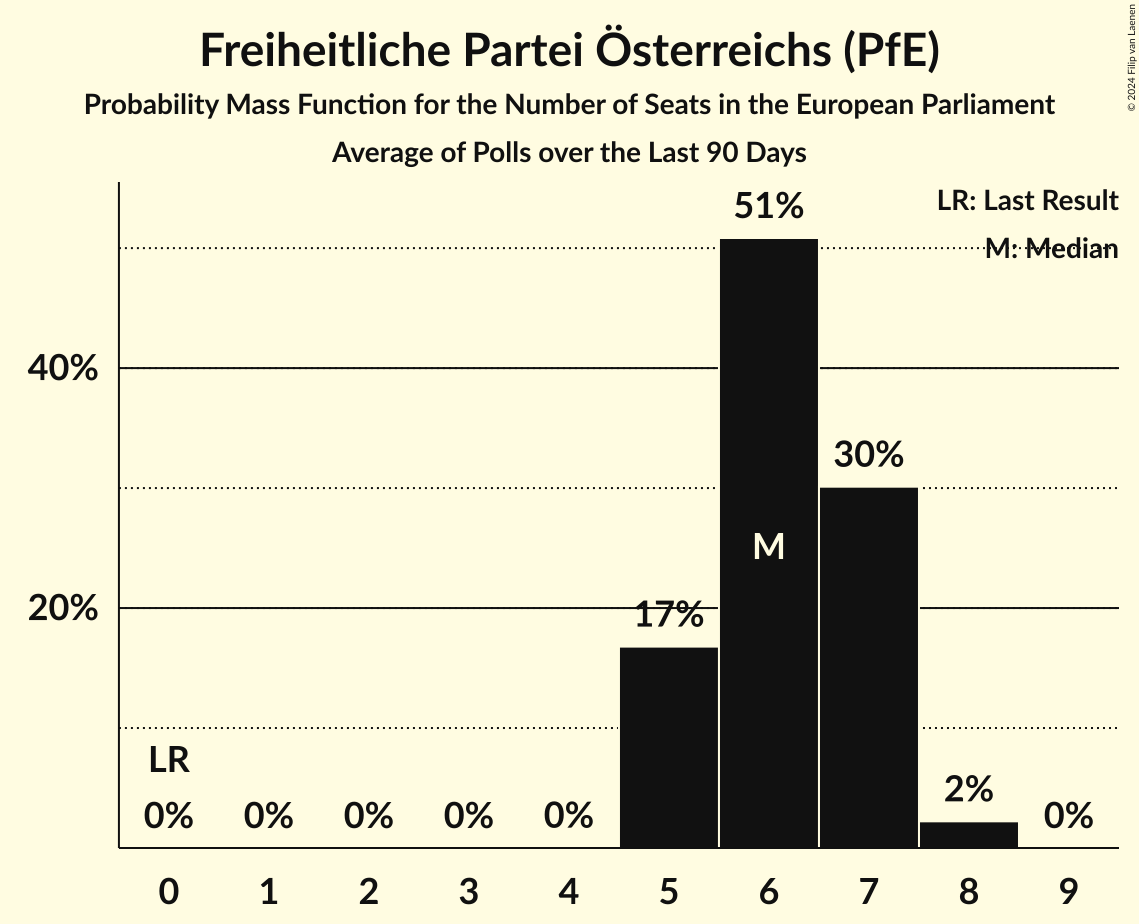 Freiheitliche Partei Österreichs (PfE)
Probability Mass Function for the Number of Seats in the European Parliament
Average of Polls over the Last 90 Days
© 2024 Filip van Laenen
LR: Last Result
M: Median
51%
40%
30%
M
20%
17%
LR
0%
0%
0%
0%
0%
2%
0%
0 1 2 3 4 5 6 7 8 9